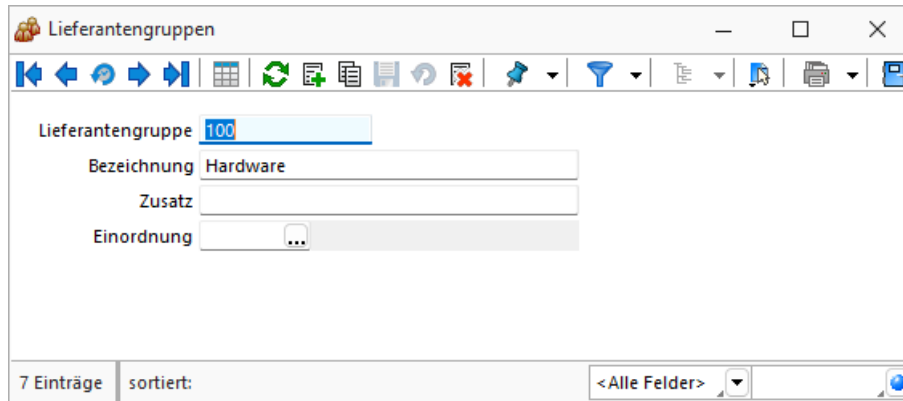 Lieferantengruppen
Lieferantengruppe 100
Bezeichnung Hardware
Zusatz
Einordnung ...
7 Einträge sortiert: <Alle Felder>